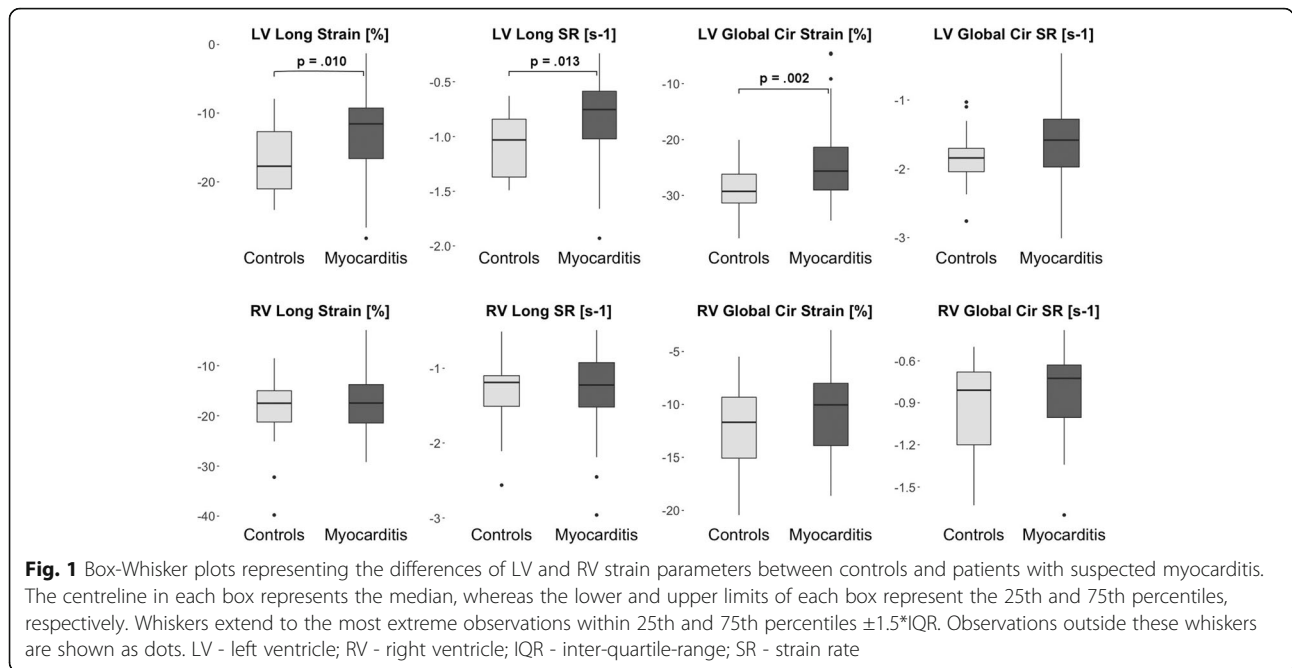 LV Long Strain [%]
LV Long SR [s-1]
LV Global Cir Strain [%]
LV Global Cir SR [s-1]
0
-10
-20
p = .010
Controls Myocarditis
-0.5
-1.0
-1.5
-2.0
p = .013
Controls Myocarditis
-10
-20
-30
p = .002
Controls Myocarditis
-1
-2
-3
Controls Myocarditis
RV Long Strain [%]
RV Long SR [s-1]
RV Global Cir Strain [%]
RV Global Cir SR [s-1]
-10
-20
-30
-40
Controls Myocarditis
-1
-2
-3
Controls Myocarditis
-5
-10
-15
-20
Controls Myocarditis
-0.6
-0.9
-1.2
-1.5
Controls Myocarditis
Fig. 1 Box-Whisker plots representing the differences of LV and RV strain parameters between controls and patients with suspected myocarditis.
The centreline in each box represents the median, whereas the lower and upper limits of each box represent the 25th and 75th percentiles,
respectively. Whiskers extend to the most extreme observations within 25th and 75th percentiles ±1.5*IQR. Observations outside these whiskers
are shown as dots. LV - left ventricle; RV - right ventricle; IQR - inter-quartile-range; SR - strain rate